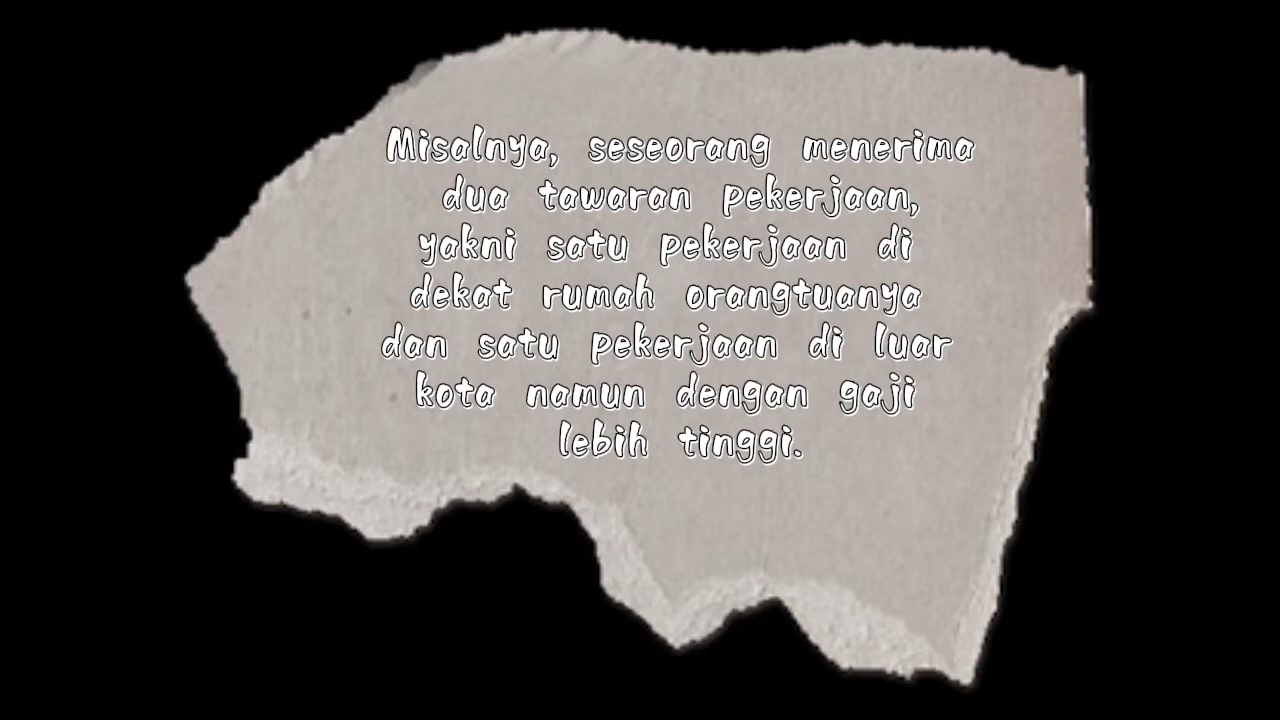 Misalnya, seseorang menerima
dua tawaran pekerjaan,
yakni satu pekerjaan di
dekat rumah orangtuanya
dan satu pekerjaan di luar
kota namun dengan gaji
lebih tinggi.